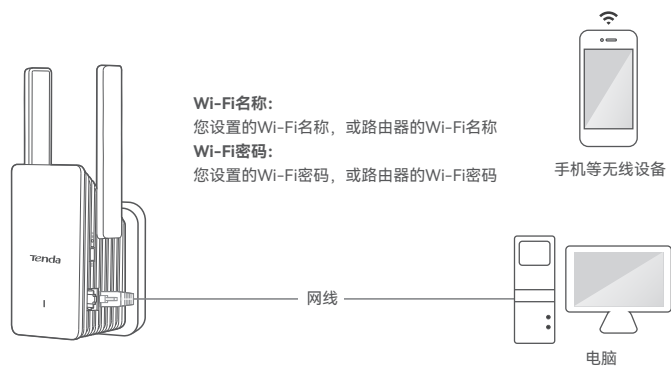 Wi-Fi名称：
您设置的Wi-Fi名称，或路由器的Wi-Fi名称
Wi-Fi密码：
您设置的Wi-Fi密码，或路由器的Wi-Fi密码
手机等无线设备
Tenda
网线
电脑